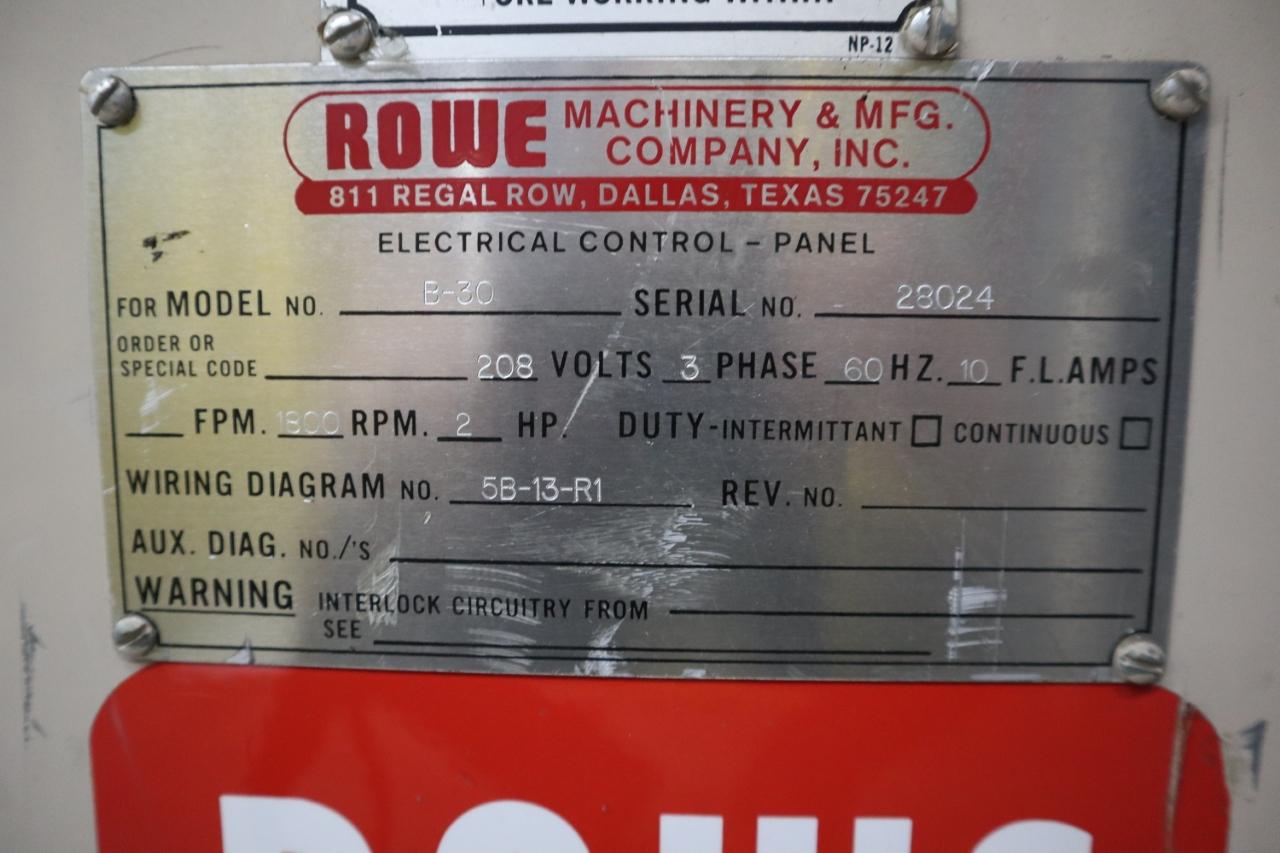 NP-12
ROWE MACHINERY & MFG.
COMPANY, INC.
811 REGAL ROW, DALLAS, TEXAS 75247
ELECTRICAL CONTROL - PANEL
FOR MODEL NO. B-30 SERIAL NO. 28024
ORDER OR
SPECIAL CODE 208 VOLTS 3 PHASE 60 HZ. 10 F.L.AMPS
FPM. 1800 RPM. 2 HP. DUTY-INTERMITTANT CONTINUOUS
WIRING DIAGRAM NO. 5B-13-R1 REV. NO.
AUX. DIAG. NO./'S
WARNING INTERLOCK CIRCUITRY FROM
SEE